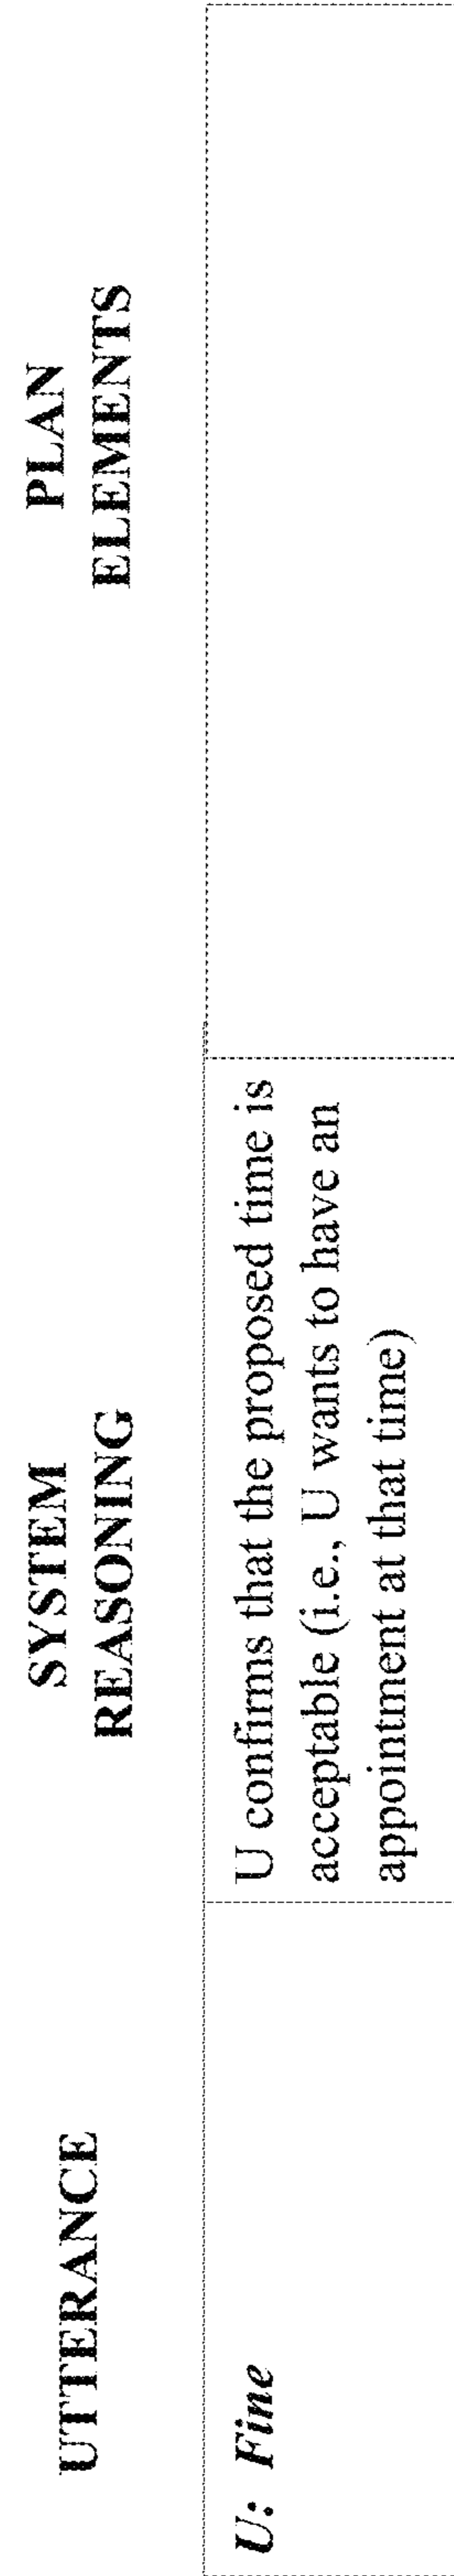 UTTERANCE
SYSTEM
REASONING
PLAN
ELEMENTS
U: Fine
U confirms that the proposed time is
acceptable (i.e., U wants to have an
appointment at that time)